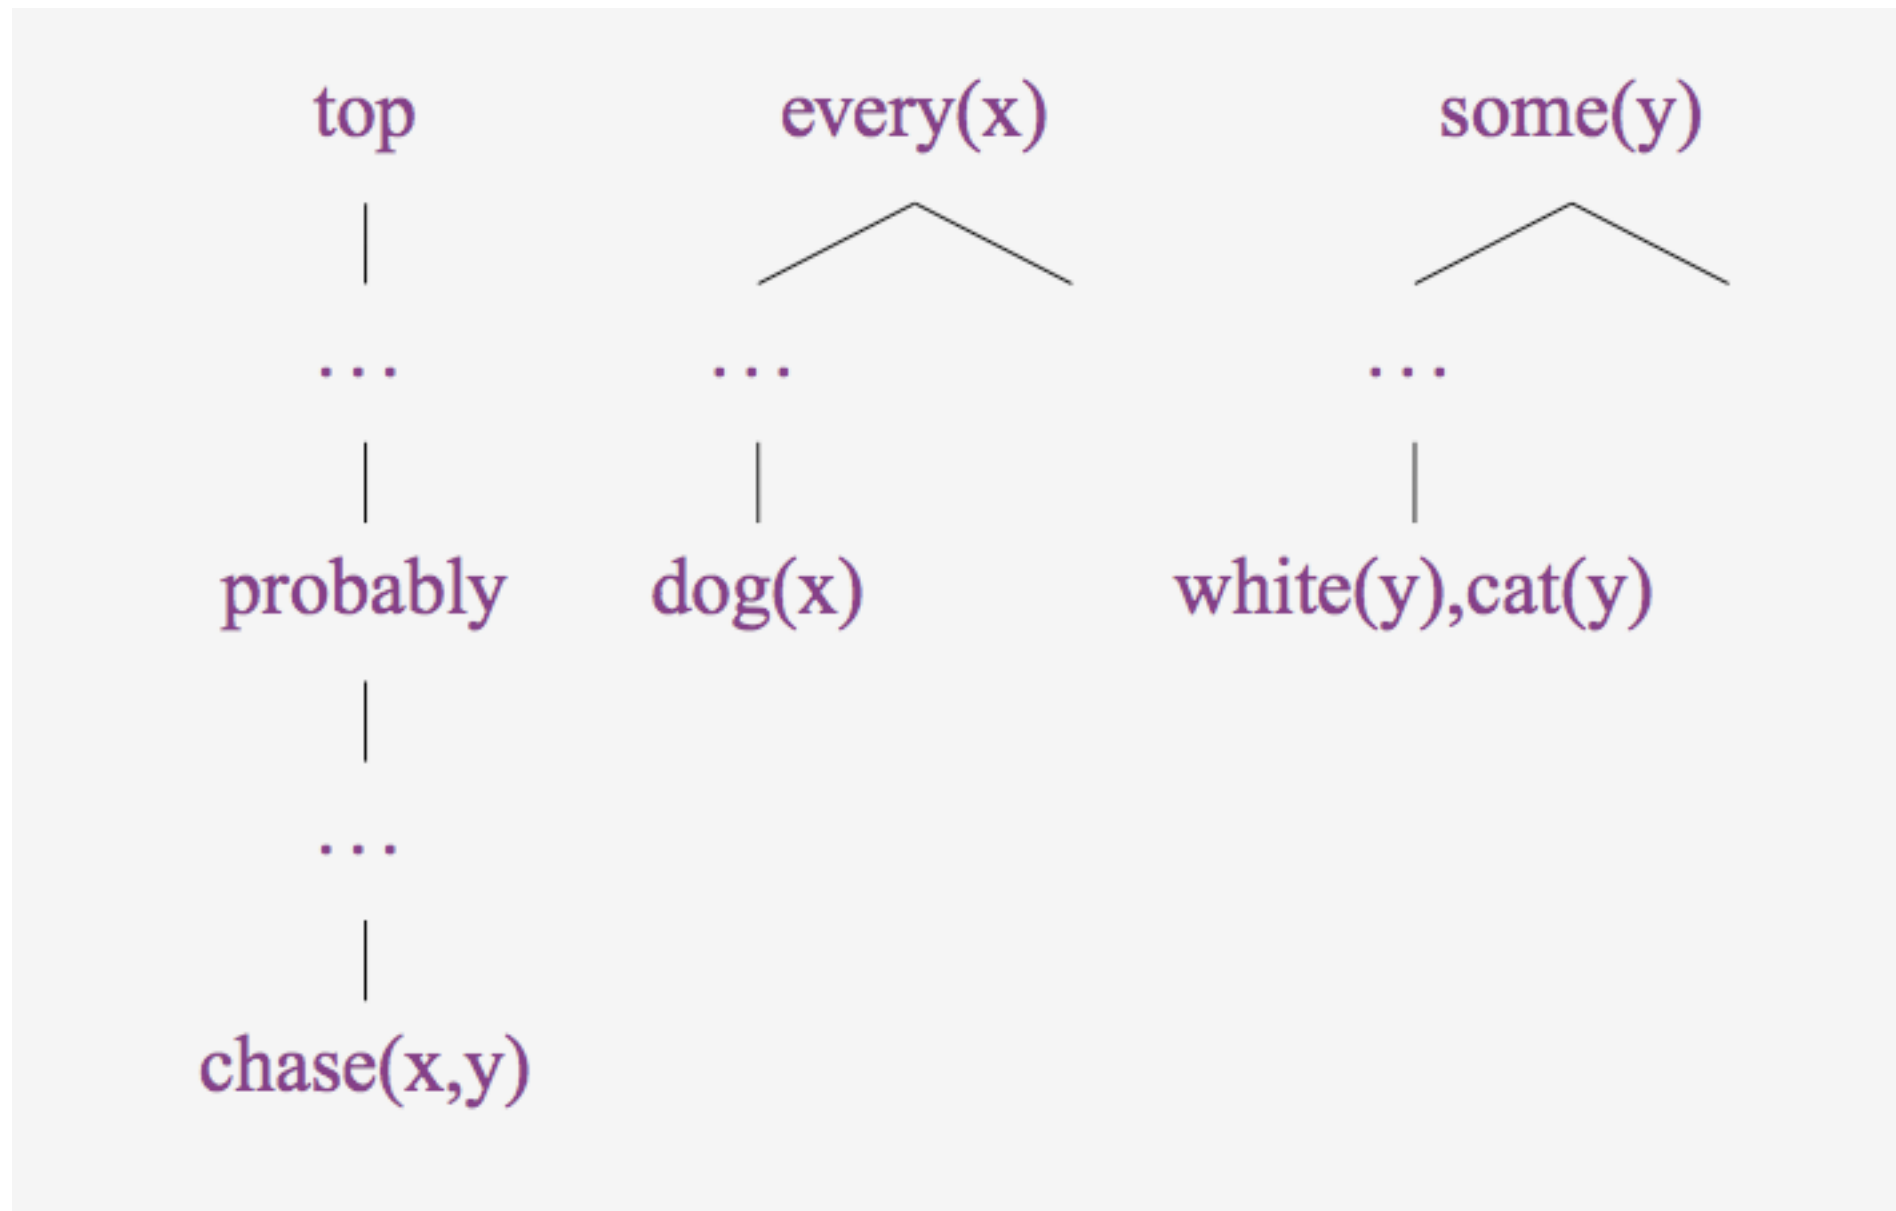 top every(x) some(y)
... ... ...
probably dog(x) white(y),cat(y)
...
chase(x,y)